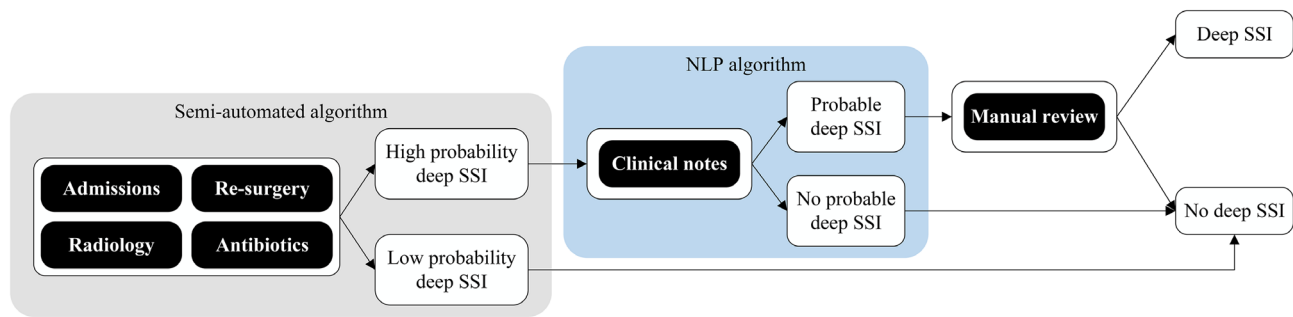 Semi-automated algorithm
Admissions
Re-surgery
Radiology
Antibiotics
High probability
deep SSI
Low probability
deep SSI
NLP algorithm
Clinical notes
Probable
deep SSI
No probable
deep SSI
Manual review
Deep SSI
No deep SSI